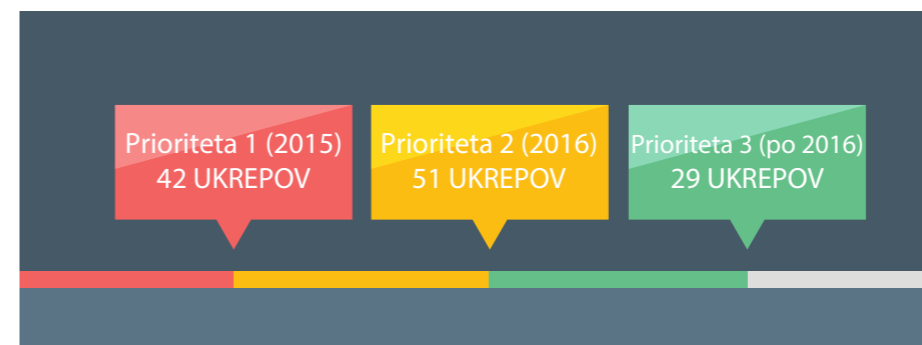 Prioriteta 1 (2015)
42 UKREPOV
Prioriteta 2 (2016)
51 UKREPOV
Prioriteta 3 (po 2016)
29 UKREPOV